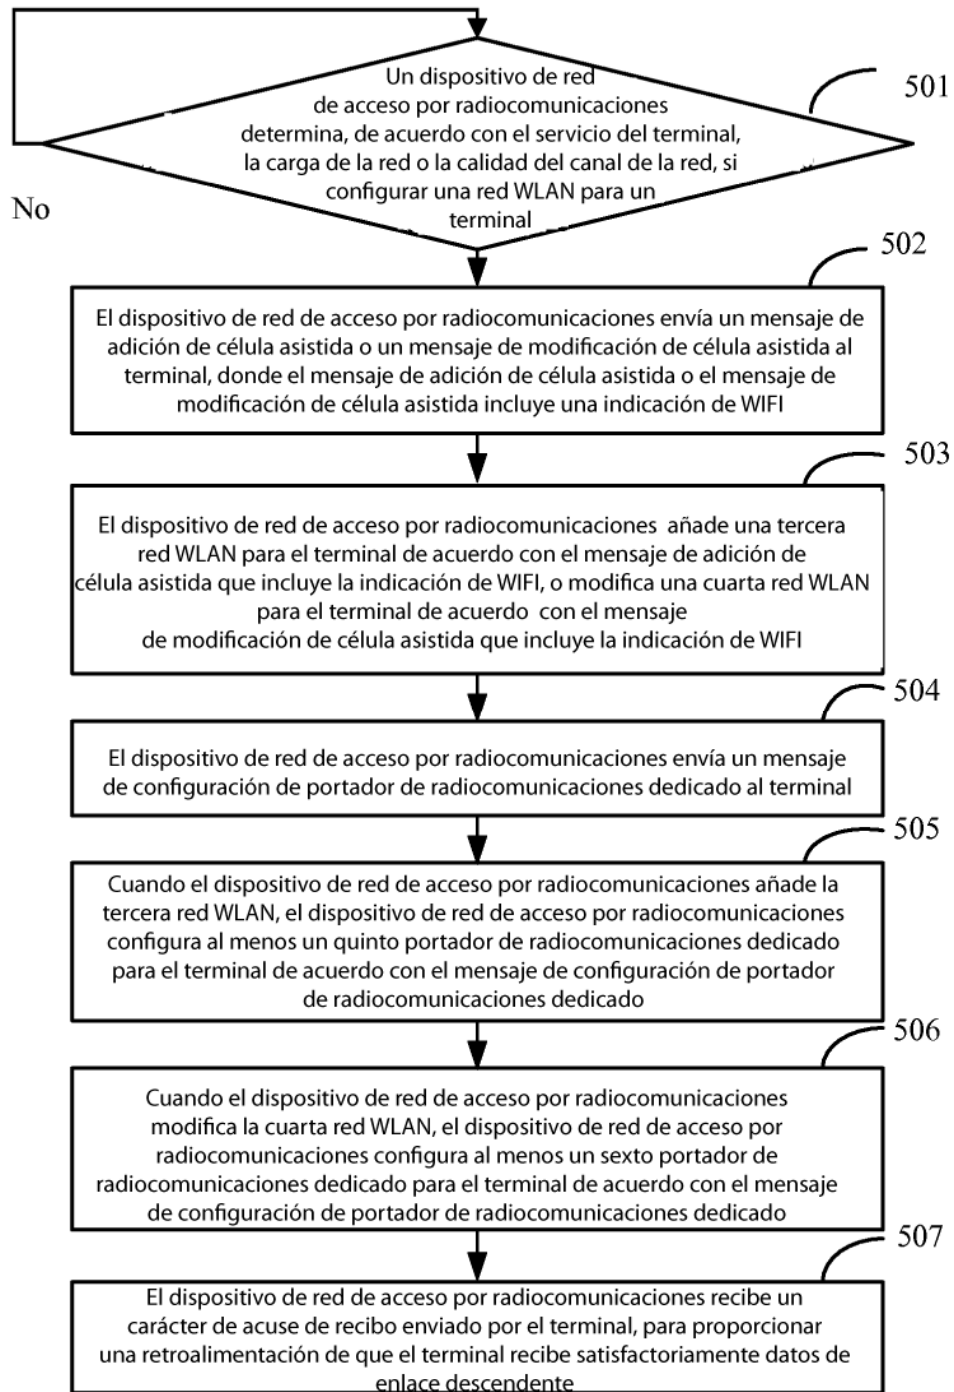 Un dispositivo de red
de acceso por radiocomunicaciones
determina, de acuerdo con el servicio del terminal,
la carga de la red o la calidad del canal de la red, si
configurar una red WLAN para un
terminal
501
No
502
El dispositivo de red de acceso por radiocomunicaciones envía un mensaje de
adición de célula asistida o un mensaje de modificación de célula asistida al
terminal, donde el mensaje de adición de célula asistida o el mensaje de
modificación de célula asistida incluye una indicación de WIFI
503
El dispositivo de red de acceso por radiocomunicaciones añade una tercera
red WLAN para el terminal de acuerdo con el mensaje de adición de
célula asistida que incluye la indicación de WIFI, o modifica una cuarta red WLAN
para el terminal de acuerdo con el mensaje
de modificación de célula asistida que incluye la indicación de WIFI
504
El dispositivo de red de acceso por radiocomunicaciones envía un mensaje
de configuración de portador de radiocomunicaciones dedicado al terminal
505
Cuando el dispositivo de red de acceso por radiocomunicaciones añade la
tercera red WLAN, el dispositivo de red de acceso por radiocomunicaciones
configura al menos un quinto portador de radiocomunicaciones dedicado
para el terminal de acuerdo con el mensaje de configuración de portador
de radiocomunicaciones dedicado
506
Cuando el dispositivo de red de acceso por radiocomunicaciones
modifica la cuarta red WLAN, el dispositivo de red de acceso por
radiocomunicaciones configura al menos un sexto portador de
radiocomunicaciones dedicado para el terminal de acuerdo con el mensaje
de configuración de portador de radiocomunicaciones dedicado
507
El dispositivo de red de acceso por radiocomunicaciones recibe un
carácter de acuse de recibo enviado por el terminal, para proporcionar
una retroalimentación de que el terminal recibe satisfactoriamente datos de
enlace descendente